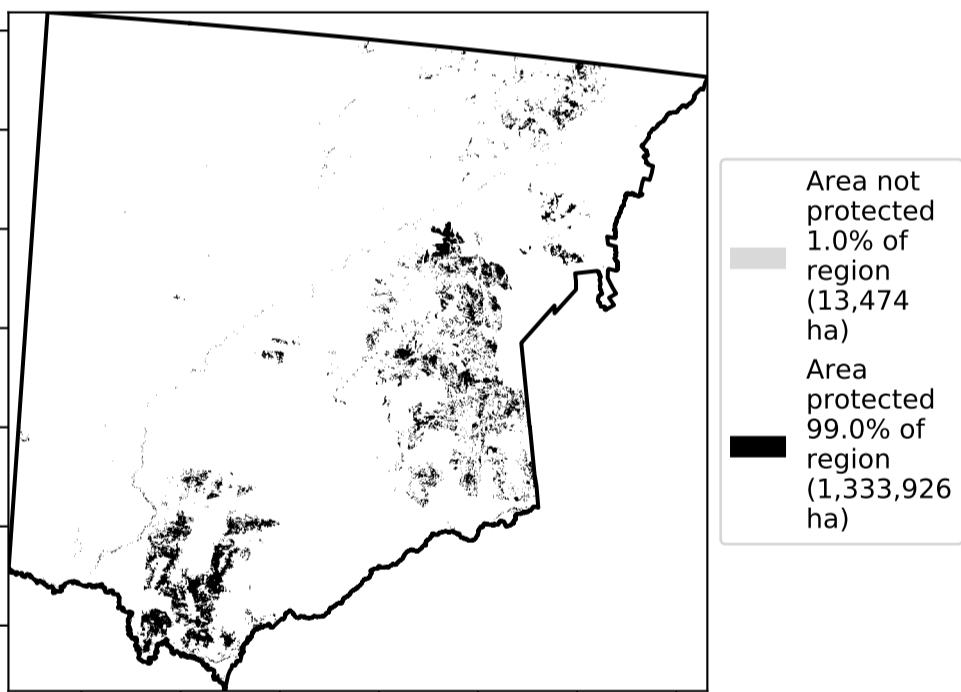 Area not
protected
1.0% of
region
(13,474
ha)
Area
protected
99.0% of
region
(1,333,926
ha)